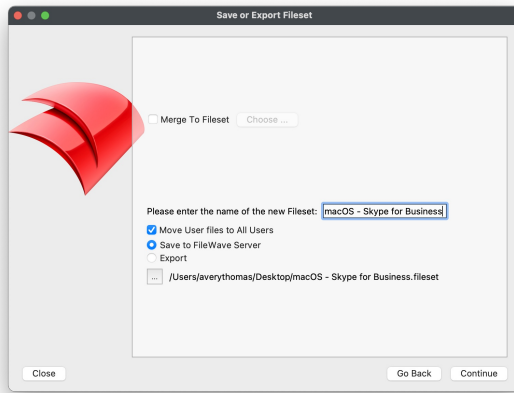 Save or Export Fileset
Merge To Fileset Choose ...
Please enter the name of the new Fileset: macOS - Skype for Business
Move User files to All Users
Save to FileWave Server
Export
... /Users/averythomas/Desktop/macOS - Skype for Business.fileset
Close Go Back Continue